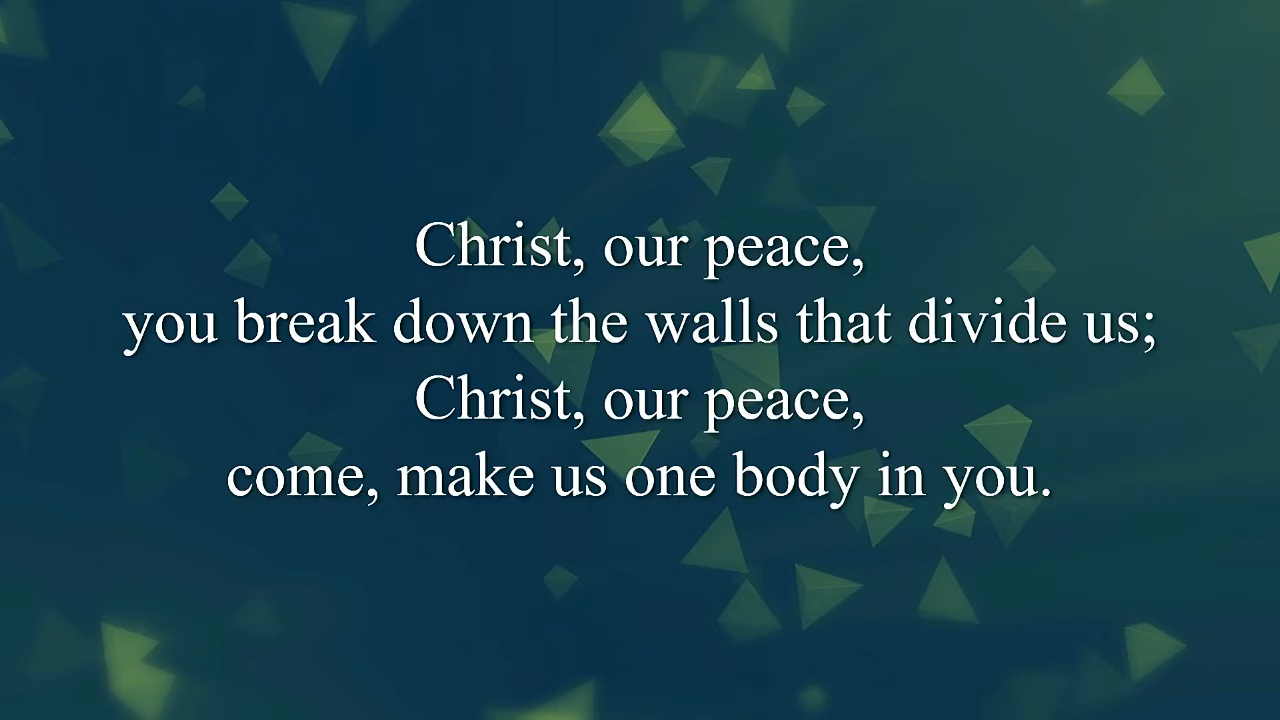 Christ, our peace,
you break down the walls that divide us;
Christ, our peace,
come, make us one body in you.